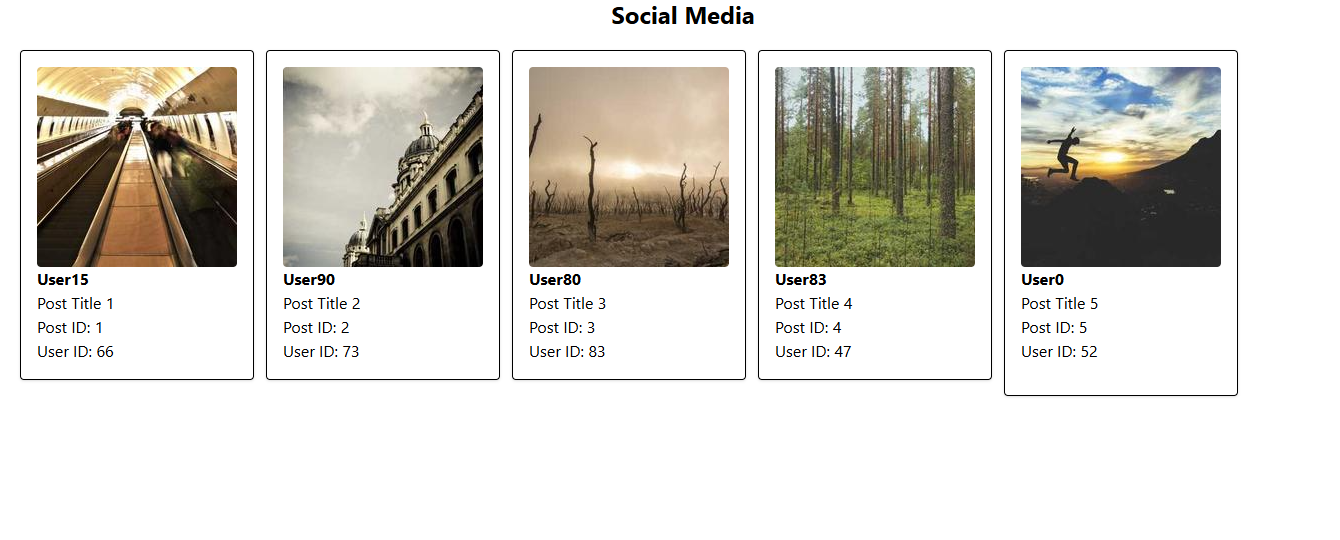 Social Media
User15
Post Title 1
Post ID: 1
User ID: 66
User90
Post Title 2
Post ID: 2
User ID: 73
User80
Post Title 3
Post ID: 3
User ID: 83
User83
Post Title 4
Post ID: 4
User ID: 47
User0
Post Title 5
Post ID: 5
User ID: 52